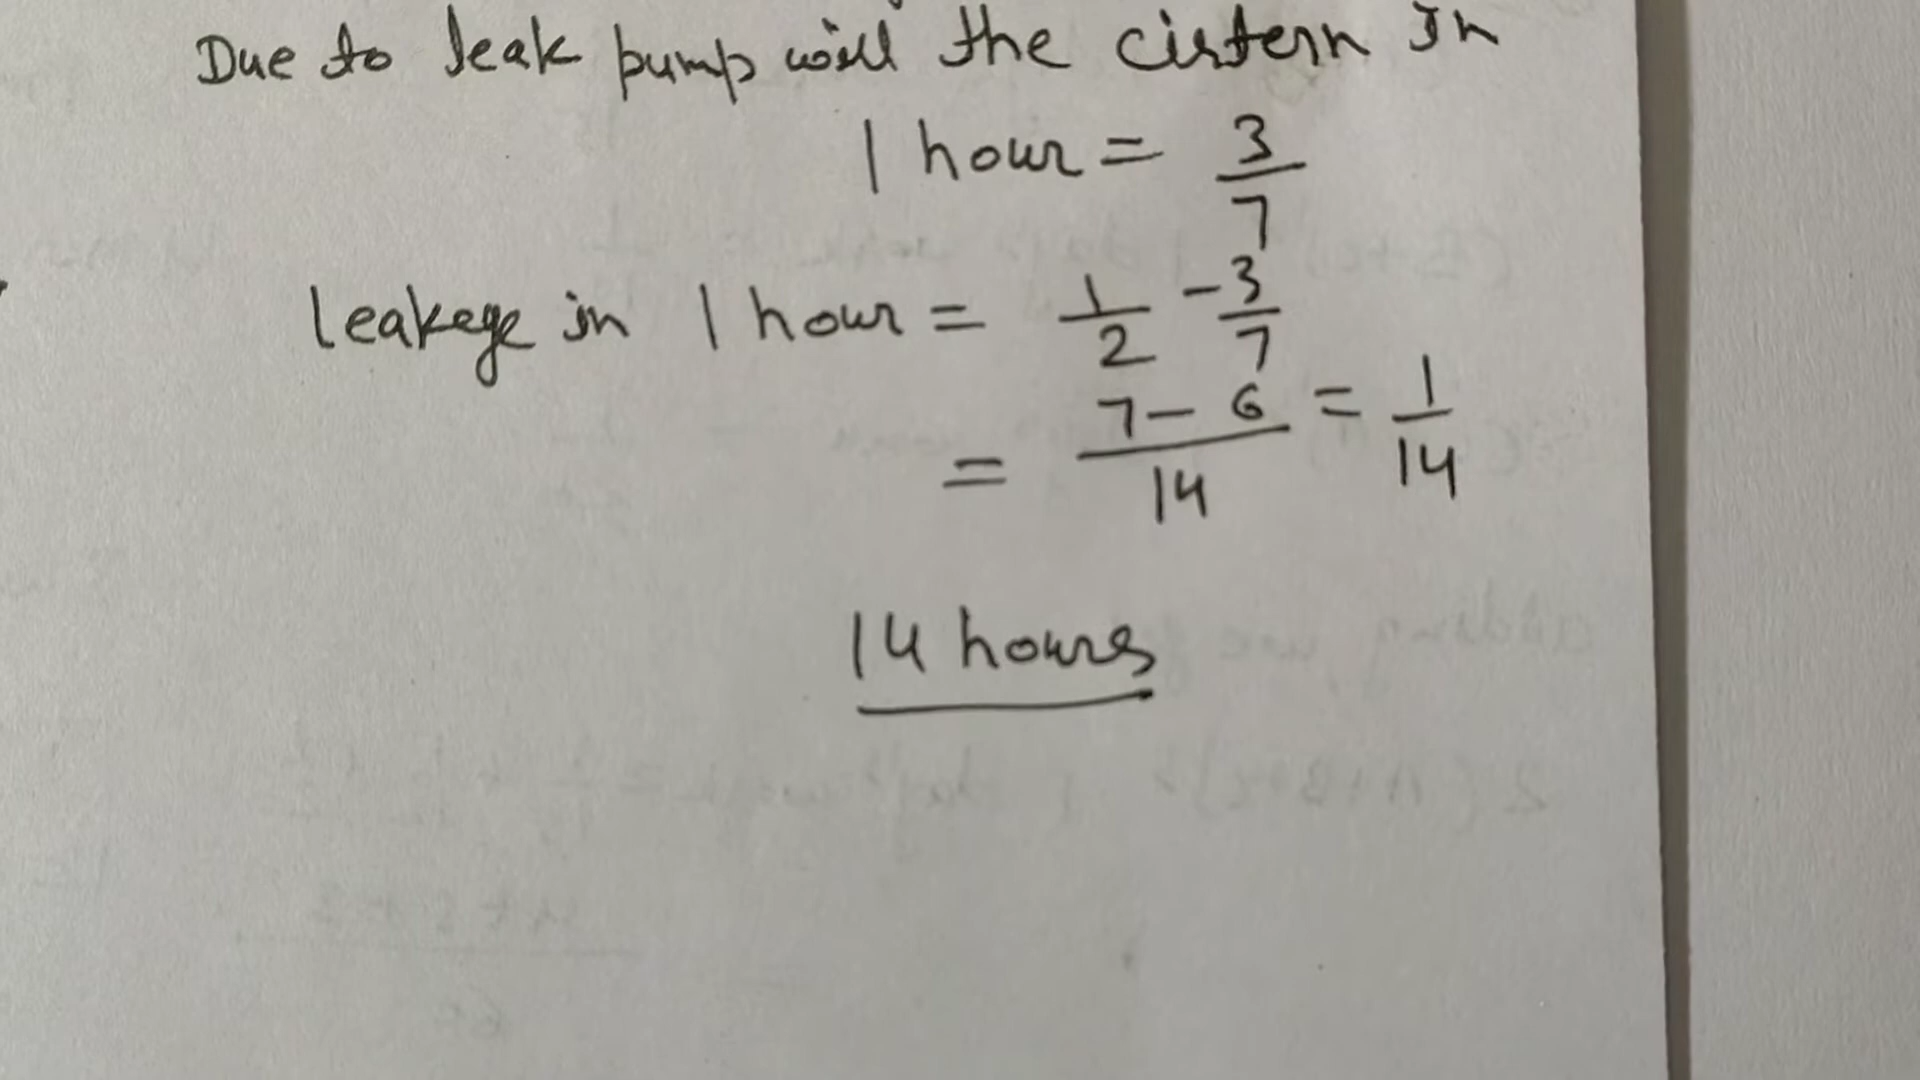 Due to leak pump will the cistern in
1 hour = 3/7
leakege in 1 hour = 1/2 - 3/7
= 7 - 6/14 = 1/14
14 hours